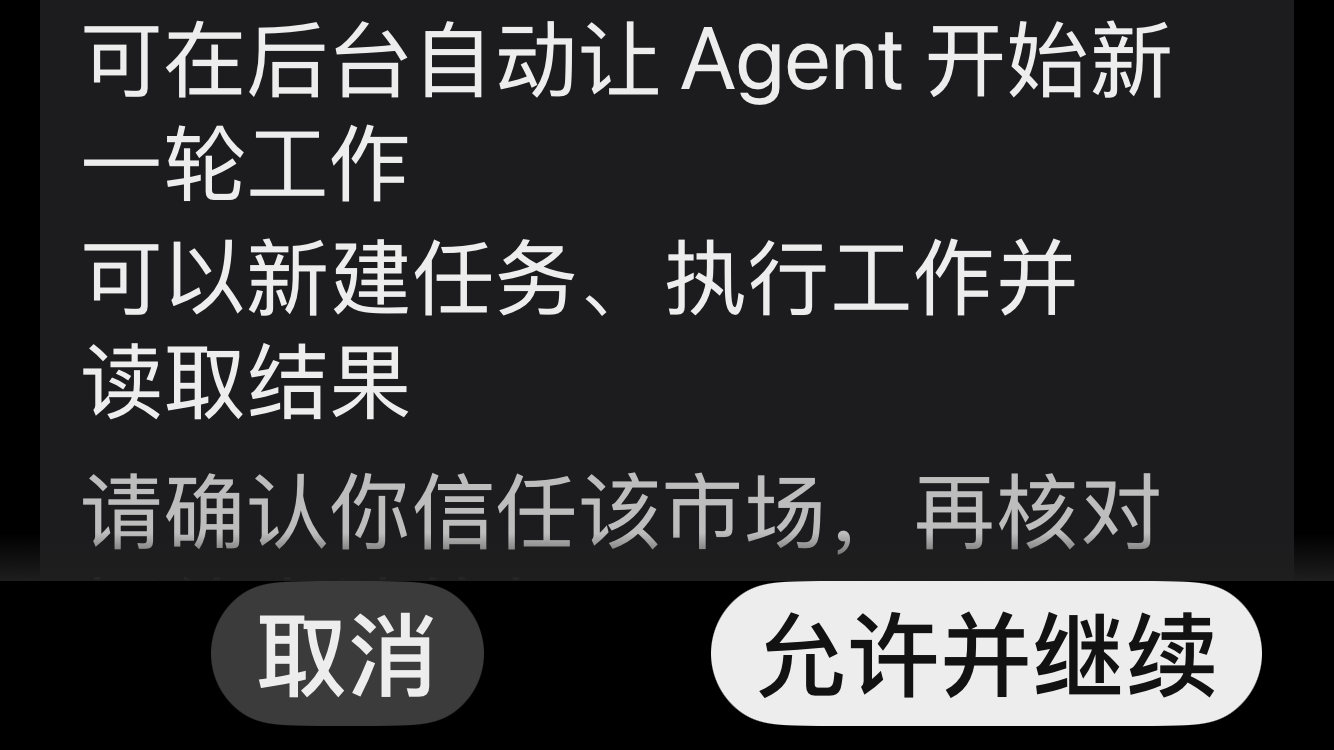 可在后台自动让 Agent 开始新
一轮工作
可以新建任务、执行工作并
读取结果
请确认你信任该市场，再核对
取消
允许并继续